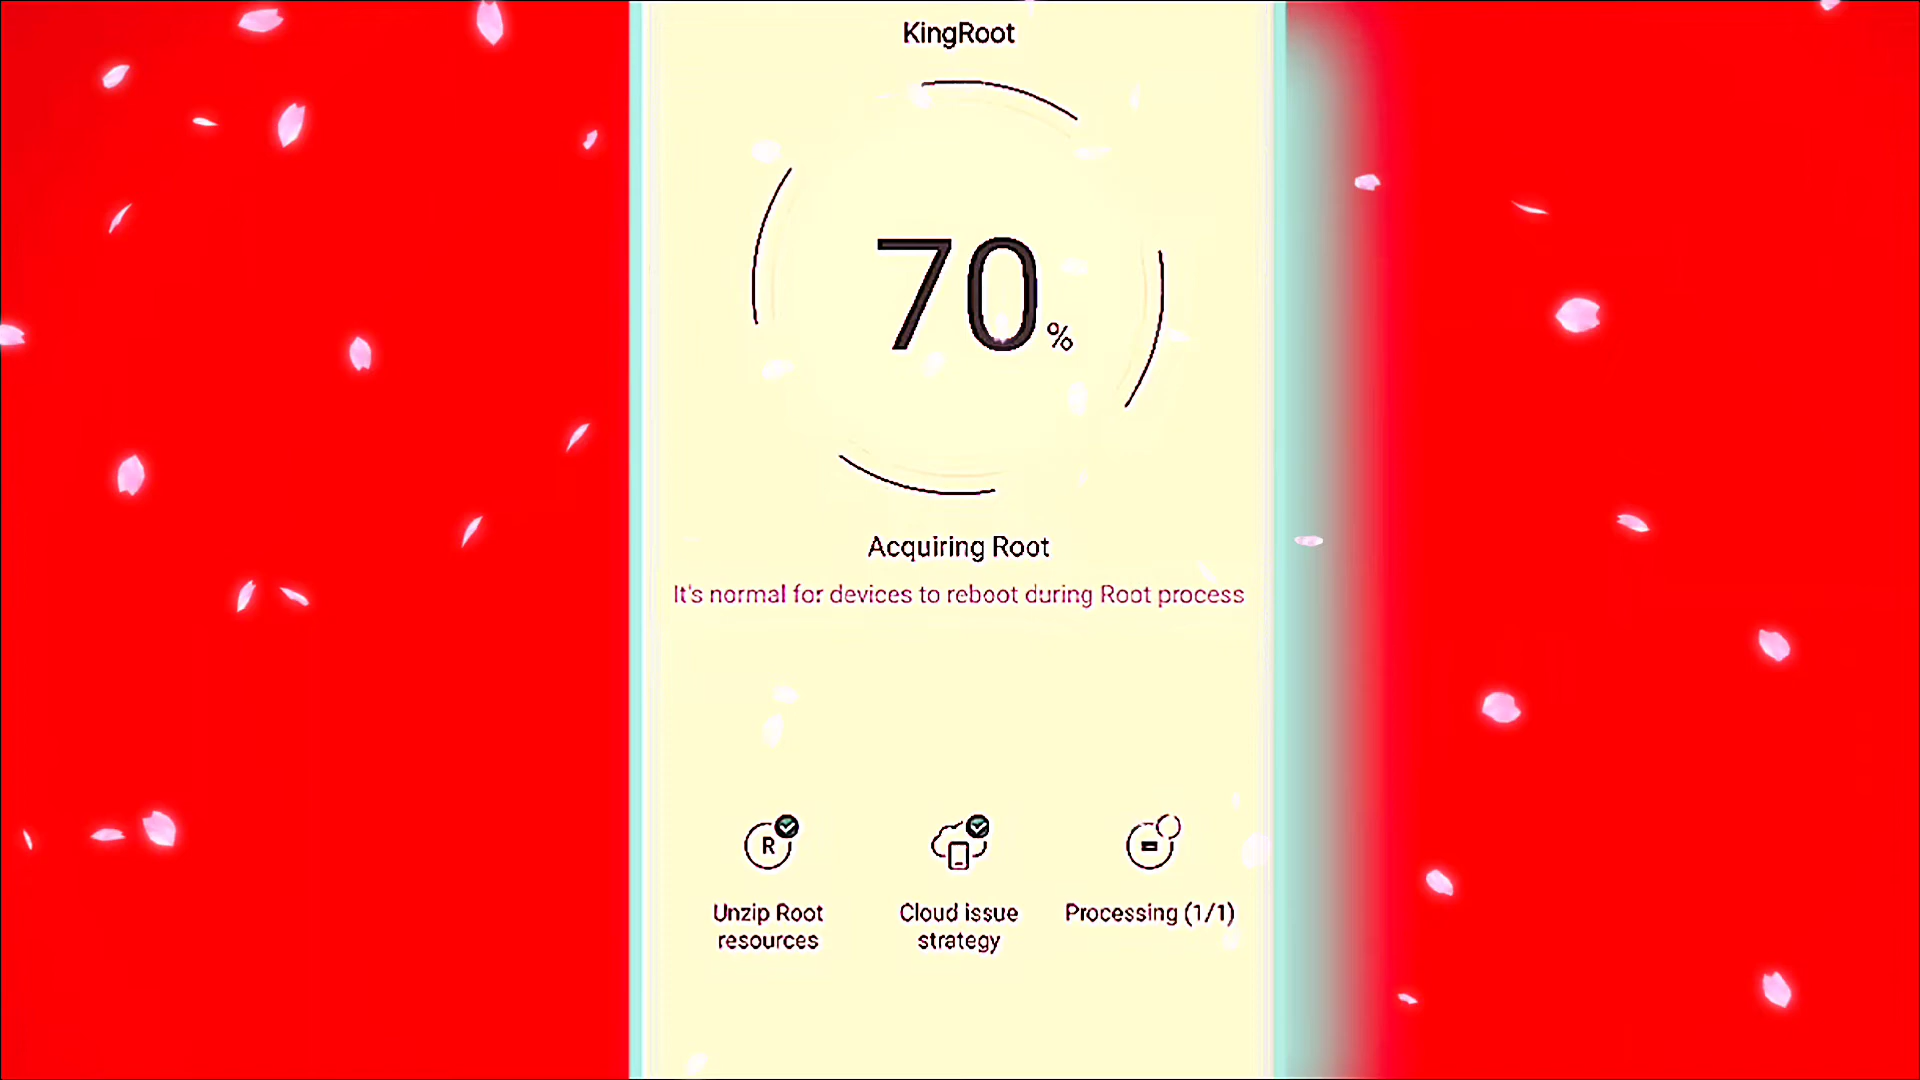 KingRoot
70%
Acquiring Root
It's normal for devices to reboot during Root process
R
Unzip Root
resources
Cloud issue
strategy
Processing (1/1)